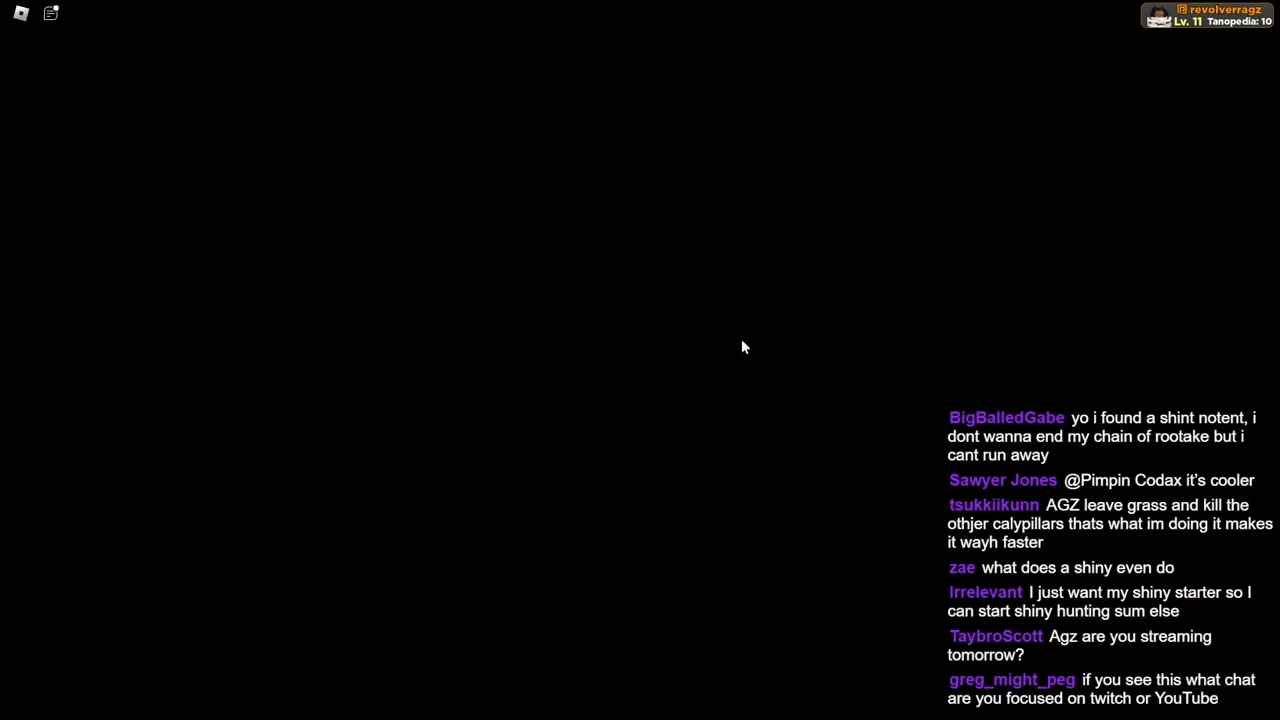 revolverragz
Lv. 11 Tanopedia: 10
BigBalledGabe yo i found a shint notent, i
dont wanna end my chain of rootake but i
cant run away
Sawyer Jones @Pimpin Codax it's cooler
tsukkiikunn AGZ leave grass and kill the
othjer calypillars thats what im doing it makes
it wayh faster
zae what does a shiny even do
Irrelevant I just want my shiny starter so I
can start shiny hunting sum else
TaybroScott Agz are you streaming
tomorrow?
greg_might_peg if you see this what chat
are you focused on twitch or YouTube